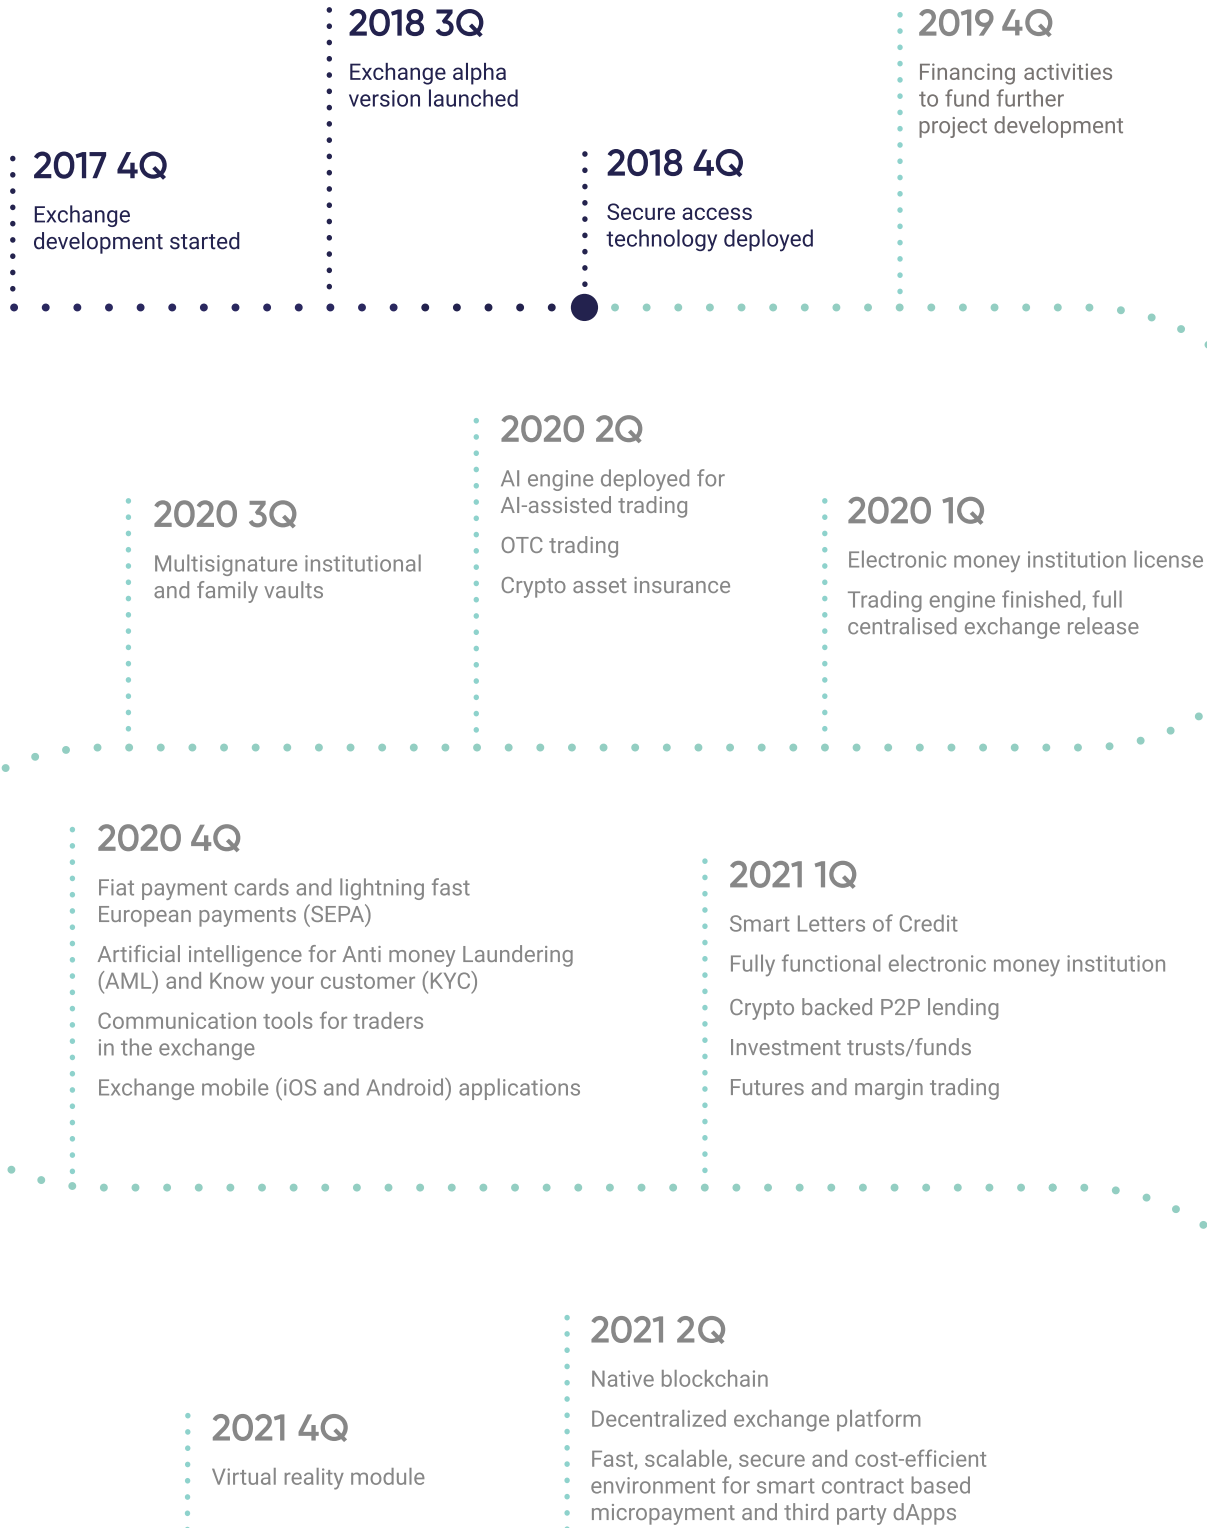 2017 4Q
Exchange
development started
2018 3Q
Exchange alpha
version launched
2018 4Q
Secure access
technology deployed
2019 4Q
Financing activities
to fund further
project development
2020 1Q
Electronic money institution license
Trading engine finished, full
centralised exchange release
2020 2Q
AI engine deployed for
AI-assisted trading
OTC trading
Crypto asset insurance
2020 3Q
Multisignature institutional
and family vaults
2020 4Q
Fiat payment cards and lightning fast
European payments (SEPA)
Artificial intelligence for Anti money Laundering
(AML) and Know your customer (KYC)
Communication tools for traders
in the exchange
Exchange mobile (iOS and Android) applications
2021 1Q
Smart Letters of Credit
Fully functional electronic money institution
Crypto backed P2P lending
Investment trusts/funds
Futures and margin trading
2021 2Q
Native blockchain
Decentralized exchange platform
Fast, scalable, secure and cost-efficient
environment for smart contract based
micropayment and third party dApps
2021 4Q
Virtual reality module